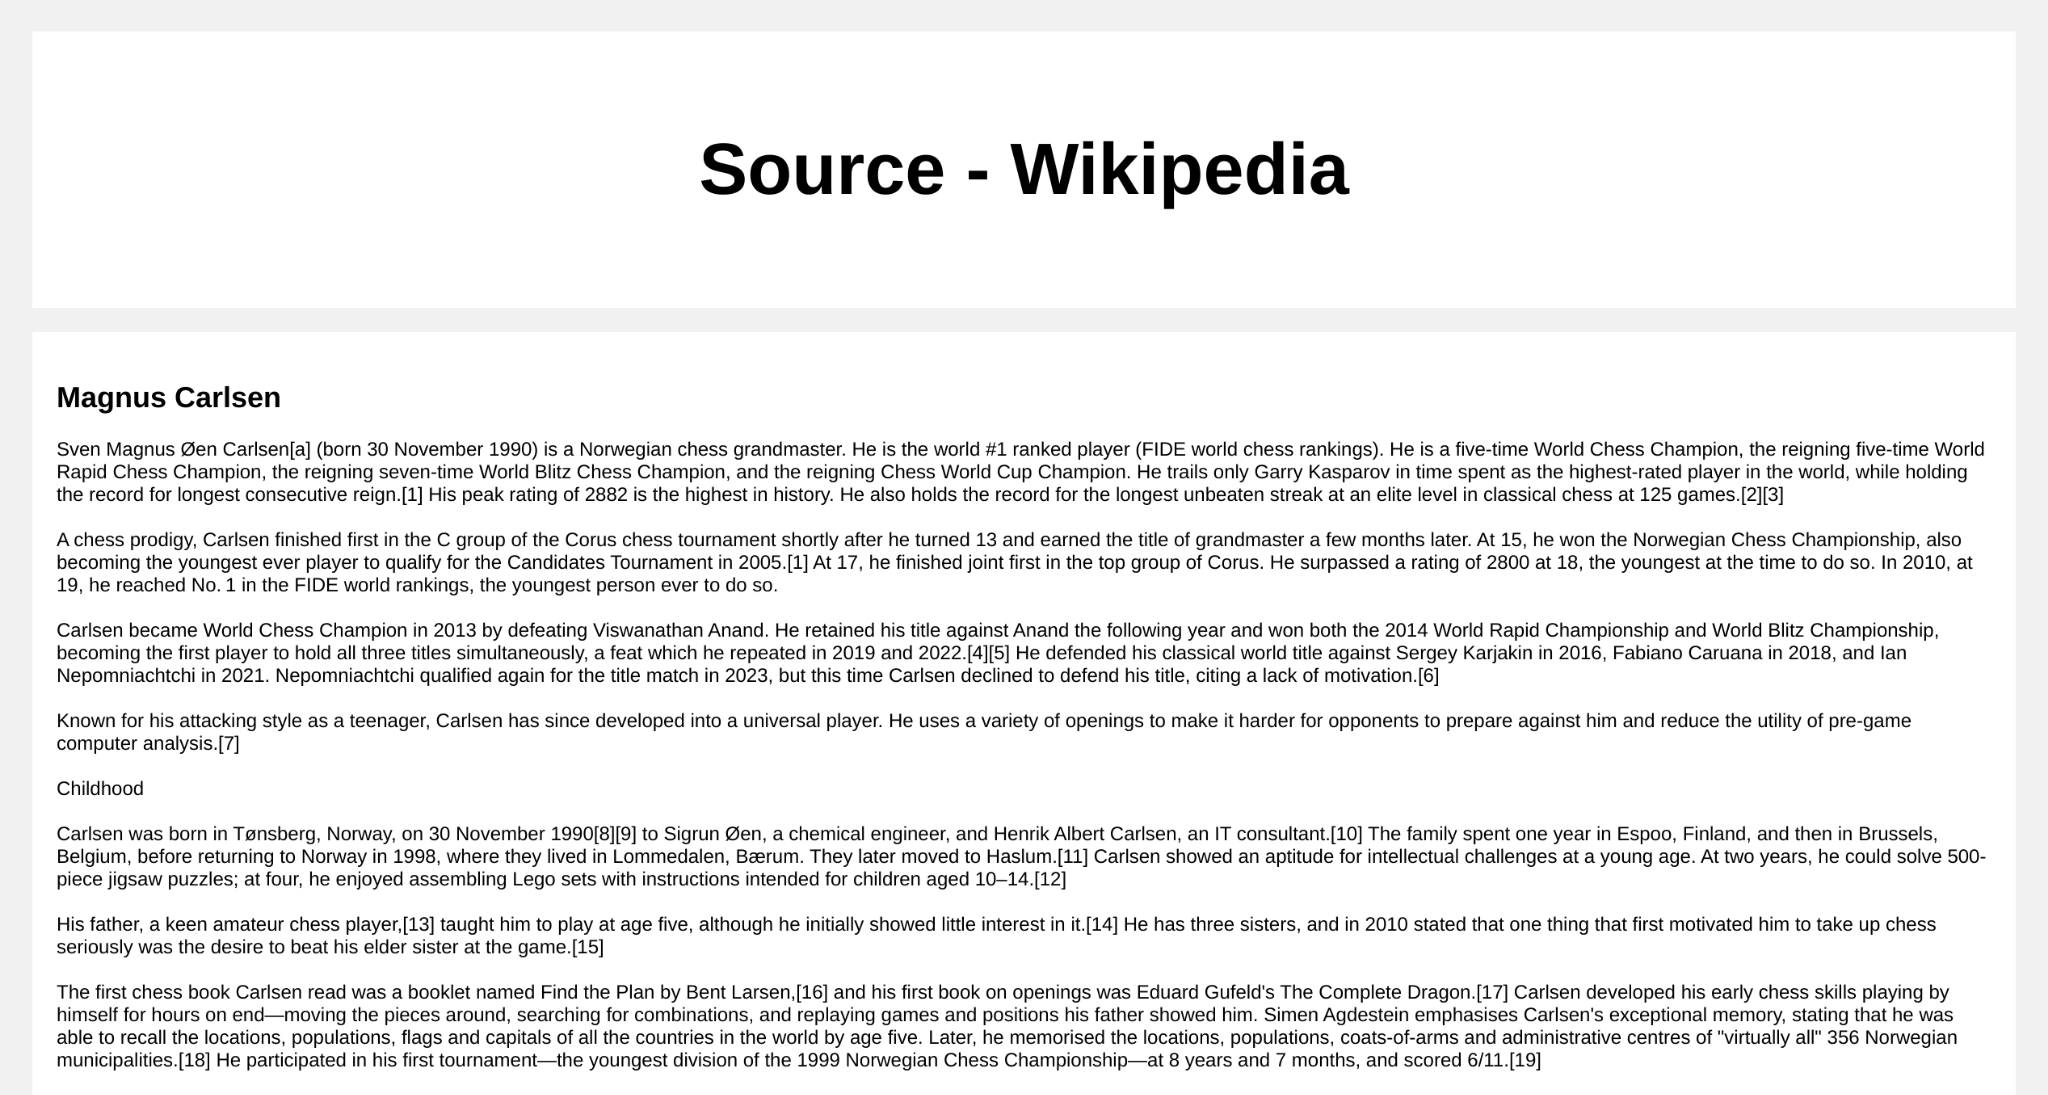 Source - Wikipedia
Magnus Carlsen
Sven Magnus Øen Carlsen[a] (born 30 November 1990) is a Norwegian chess grandmaster. He is the world #1 ranked player (FIDE world chess rankings). He is a five-time World Chess Champion, the reigning five-time World
Rapid Chess Champion, the reigning seven-time World Blitz Chess Champion, and the reigning Chess World Cup Champion. He trails only Garry Kasparov in time spent as the highest-rated player in the world, while holding
the record for longest consecutive reign.[1] His peak rating of 2882 is the highest in history. He also holds the record for the longest unbeaten streak at an elite level in classical chess at 125 games.[2][3]
A chess prodigy, Carlsen finished first in the C group of the Corus chess tournament shortly after he turned 13 and earned the title of grandmaster a few months later. At 15, he won the Norwegian Chess Championship, also
becoming the youngest ever player to qualify for the Candidates Tournament in 2005.[1] At 17, he finished joint first in the top group of Corus. He surpassed a rating of 2800 at 18, the youngest at the time to do so. In 2010, at
19, he reached No. 1 in the FIDE world rankings, the youngest person ever to do so.
Carlsen became World Chess Champion in 2013 by defeating Viswanathan Anand. He retained his title against Anand the following year and won both the 2014 World Rapid Championship and World Blitz Championship,
becoming the first player to hold all three titles simultaneously, a feat which he repeated in 2019 and 2022.[4][5] He defended his classical world title against Sergey Karjakin in 2016, Fabiano Caruana in 2018, and Ian
Nepomniachtchi in 2021. Nepomniachtchi qualified again for the title match in 2023, but this time Carlsen declined to defend his title, citing a lack of motivation.[6]
Known for his attacking style as a teenager, Carlsen has since developed into a universal player. He uses a variety of openings to make it harder for opponents to prepare against him and reduce the utility of pre-game
computer analysis.[7]
Childhood
Carlsen was born in Tønsberg, Norway, on 30 November 1990[8][9] to Sigrun Øen, a chemical engineer, and Henrik Albert Carlsen, an IT consultant.[10] The family spent one year in Espoo, Finland, and then in Brussels,
Belgium, before returning to Norway in 1998, where they lived in Lommedalen, Bærum. They later moved to Haslum.[11] Carlsen showed an aptitude for intellectual challenges at a young age. At two years, he could solve 500-
piece jigsaw puzzles; at four, he enjoyed assembling Lego sets with instructions intended for children aged 10–14.[12]
His father, a keen amateur chess player,[13] taught him to play at age five, although he initially showed little interest in it.[14] He has three sisters, and in 2010 stated that one thing that first motivated him to take up chess
seriously was the desire to beat his elder sister at the game.[15]
The first chess book Carlsen read was a booklet named Find the Plan by Bent Larsen,[16] and his first book on openings was Eduard Gufeld's The Complete Dragon.[17] Carlsen developed his early chess skills playing by
himself for hours on end—moving the pieces around, searching for combinations, and replaying games and positions his father showed him. Simen Agdestein emphasises Carlsen's exceptional memory, stating that he was
able to recall the locations, populations, flags and capitals of all the countries in the world by age five. Later, he memorised the locations, populations, coats-of-arms and administrative centres of "virtually all" 356 Norwegian
municipalities.[18] He participated in his first tournament—the youngest division of the 1999 Norwegian Chess Championship—at 8 years and 7 months, and scored 6/11.[19]